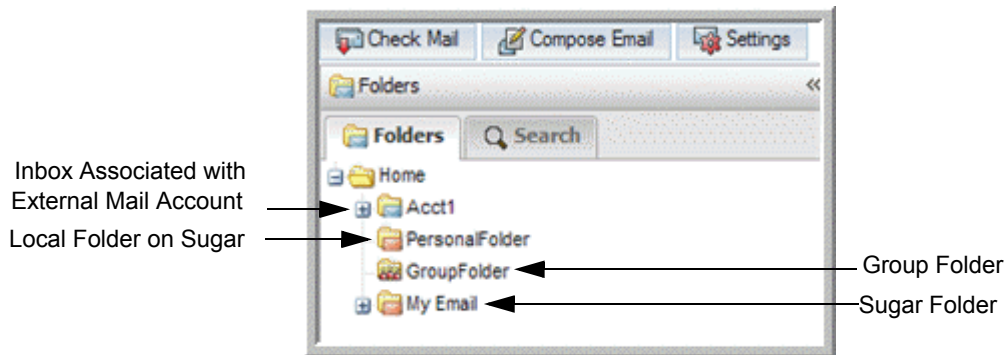 Check Mail Compose Email Settings
Folders «
Folders Search
Home
Inbox Associated with
External Mail Account
Acct1
Local Folder on Sugar
PersonalFolder
GroupFolder
Group Folder
My Email
Sugar Folder